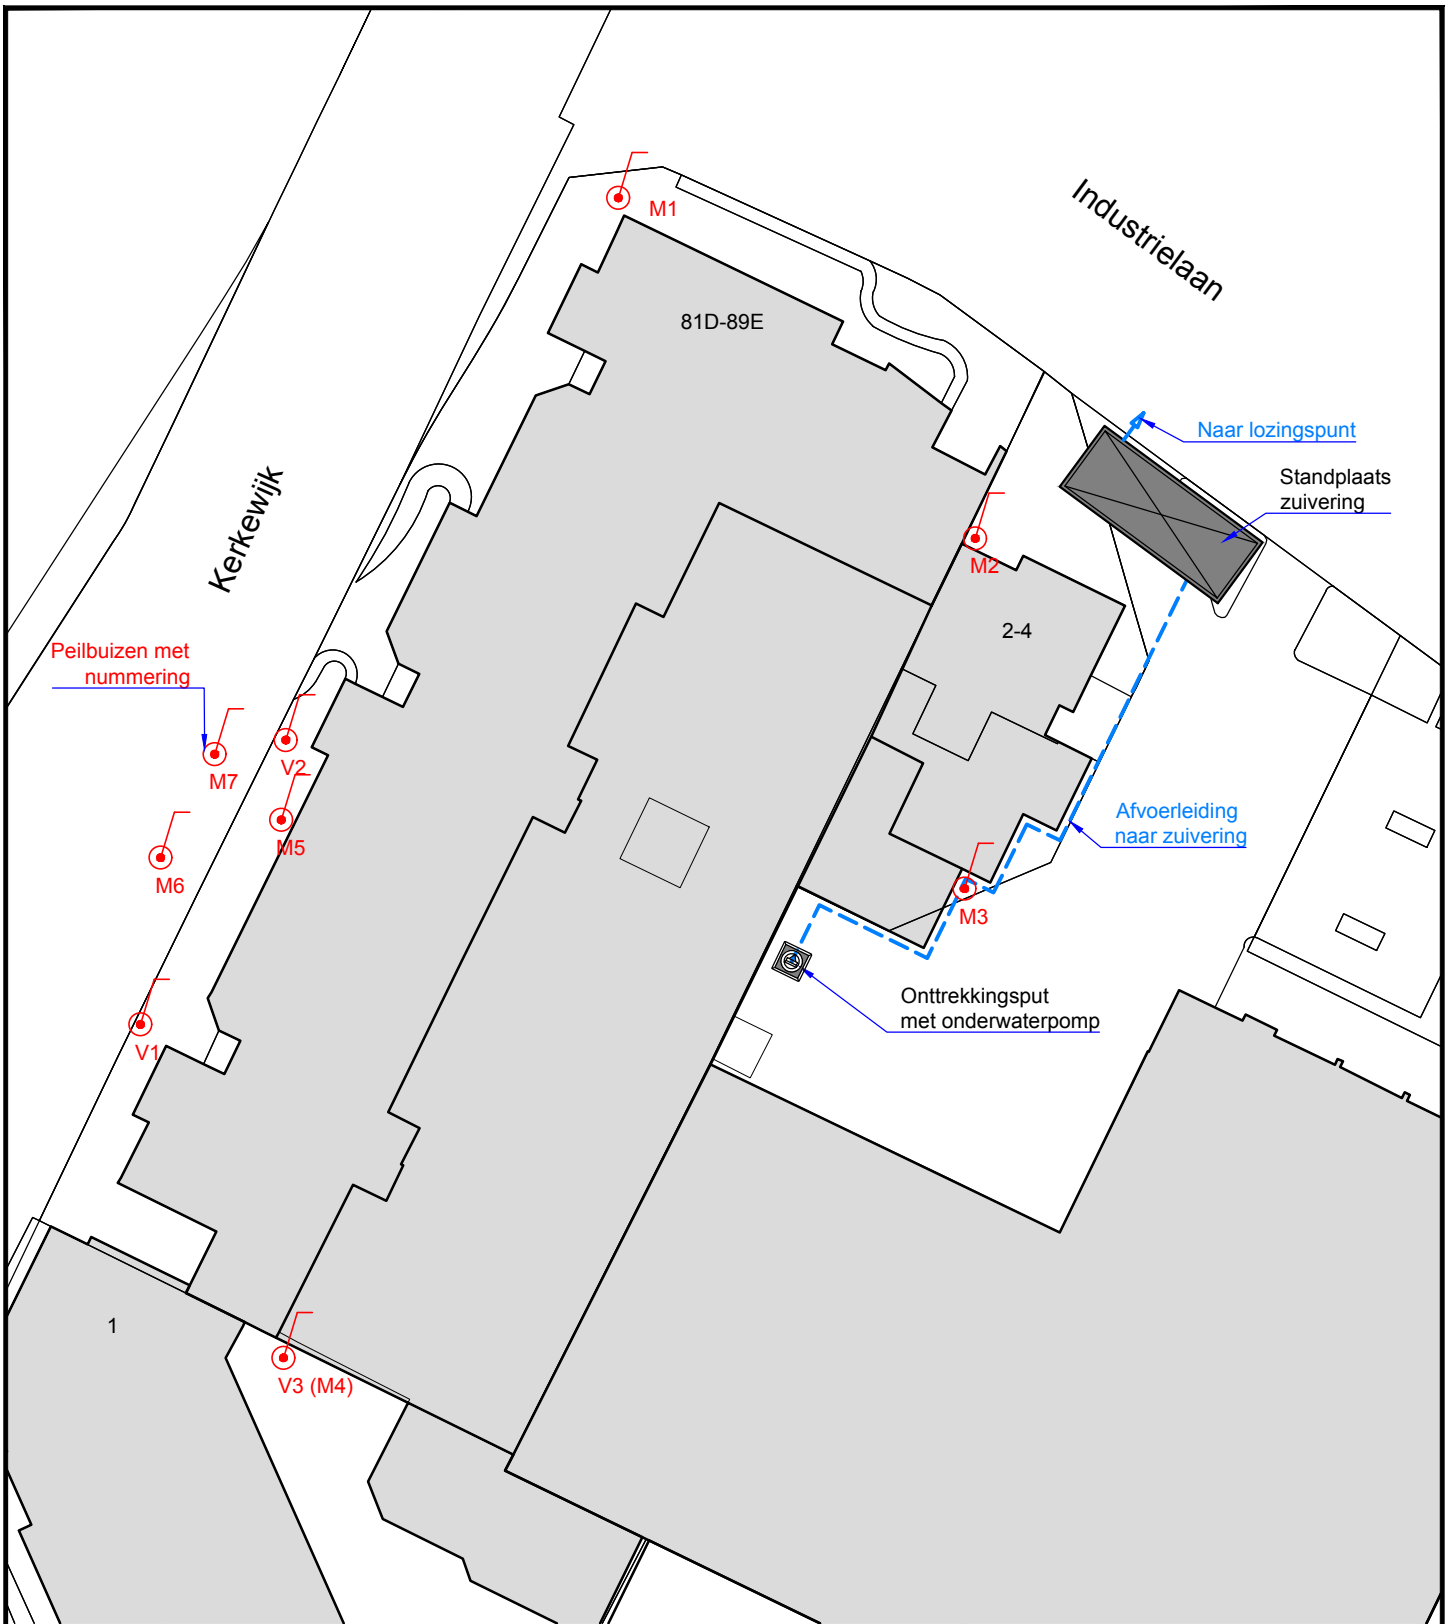 M1
Industrielaan
81D-89E
Naar lozingspunt
Standplaats
zuivering
Kerkewijk
M2
2-4
Peilbuizen met
nummering
V2
M7
M5
Afvoerleiding
naar zuivering
M6
M3
Onttrekkingsput
met onderwaterpomp
V1
1
V3 (M4)